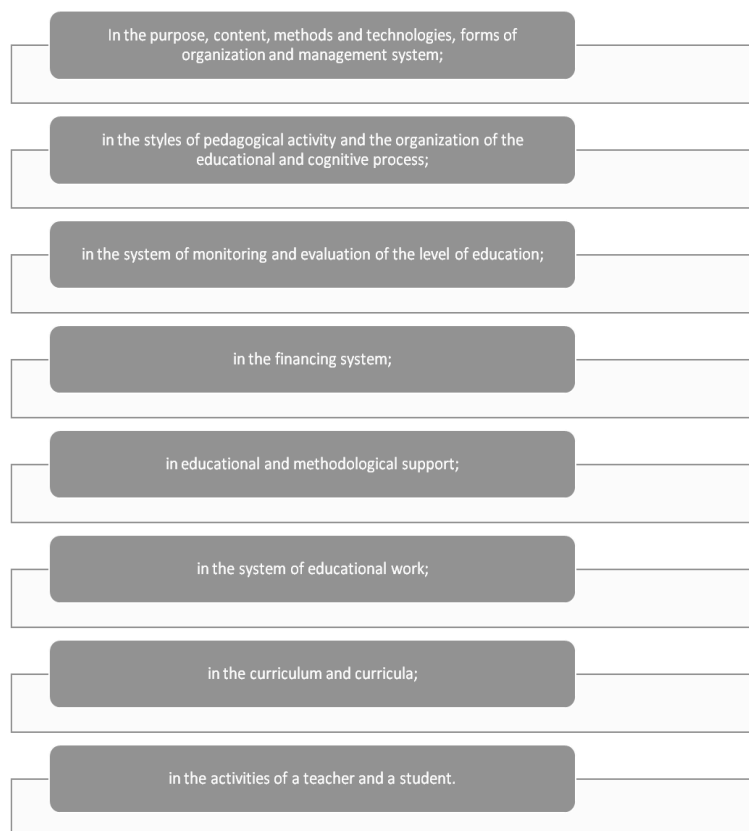 In the purpose, content, methods and technologies, forms of
organization and management system;
in the styles of pedagogical activity and the organization of the
educational and cognitive process;
in the system of monitoring and evaluation of the level of education;
in the financing system;
in educational and methodological support;
in the system of educational work;
in the curriculum and curricula;
in the activities of a teacher and a student.